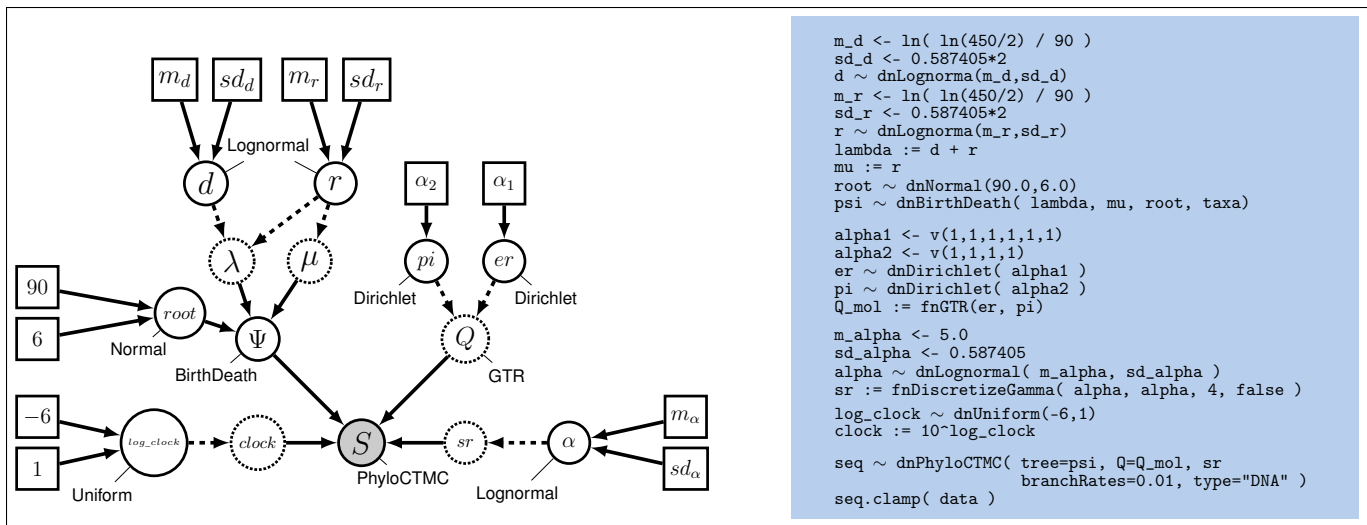 m_d sd_d m_r sd_r
Lognormal
d r α_2 α_1
λ μ pi er
Dirichlet Dirichlet
90
root
6 Ψ Q
Normal
BirthDeath GTR
−6 m_α
log_clock clock S sr α
1 PhyloCTMC sd_α
Uniform Lognormal
m_d <- ln( ln(450/2) / 90 )
sd_d <- 0.587405*2
d ∼ dnLognorma(m_d,sd_d)
m_r <- ln( ln(450/2) / 90 )
sd_r <- 0.587405*2
r ∼ dnLognorma(m_r,sd_r)
lambda := d + r
mu := r
root ∼ dnNormal(90.0,6.0)
psi ∼ dnBirthDeath( lambda, mu, root, taxa)
alpha1 <- v(1,1,1,1,1,1)
alpha2 <- v(1,1,1,1)
er ∼ dnDirichlet( alpha1 )
pi ∼ dnDirichlet( alpha2 )
Q_mol := fnGTR(er, pi)
m_alpha <- 5.0
sd_alpha <- 0.587405
alpha ∼ dnLognormal( m_alpha, sd_alpha )
sr := fnDiscretizeGamma( alpha, alpha, 4, false )
log_clock ∼ dnUniform(-6,1)
clock := 10^log_clock
seq ∼ dnPhyloCTMC( tree=psi, Q=Q_mol, sr
branchRates=0.01, type="DNA" )
seq.clamp( data )